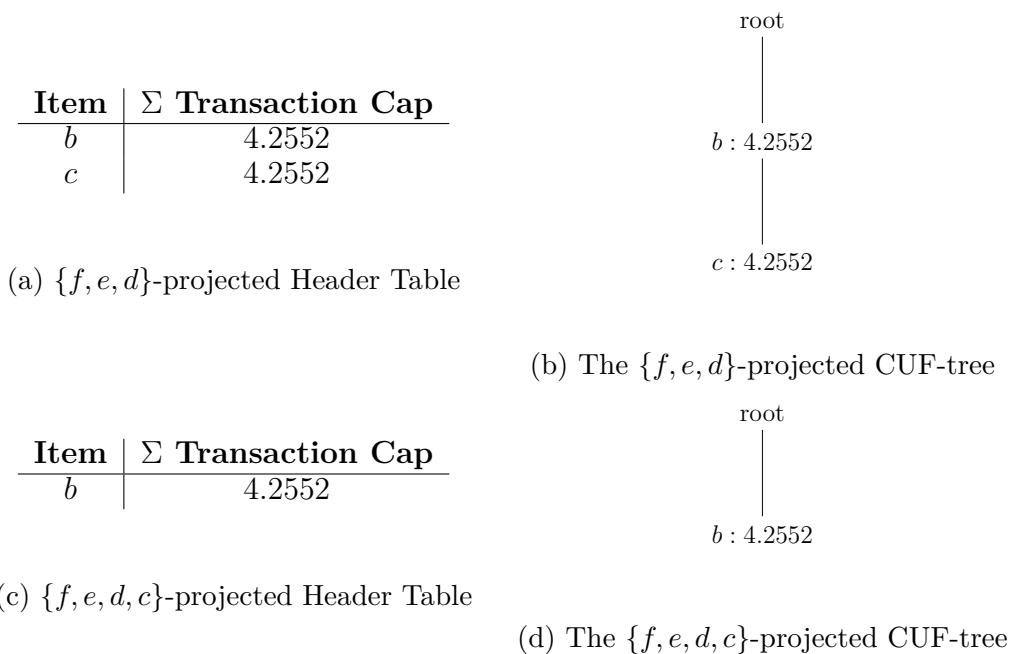 Item Σ Transaction Cap
b 4.2552
c 4.2552
(a) {f, e, d}-projected Header Table
root
b : 4.2552
c : 4.2552
(b) The {f, e, d}-projected CUF-tree
Item Σ Transaction Cap
b 4.2552
(c) {f, e, d, c}-projected Header Table
root
b : 4.2552
(d) The {f, e, d, c}-projected CUF-tree